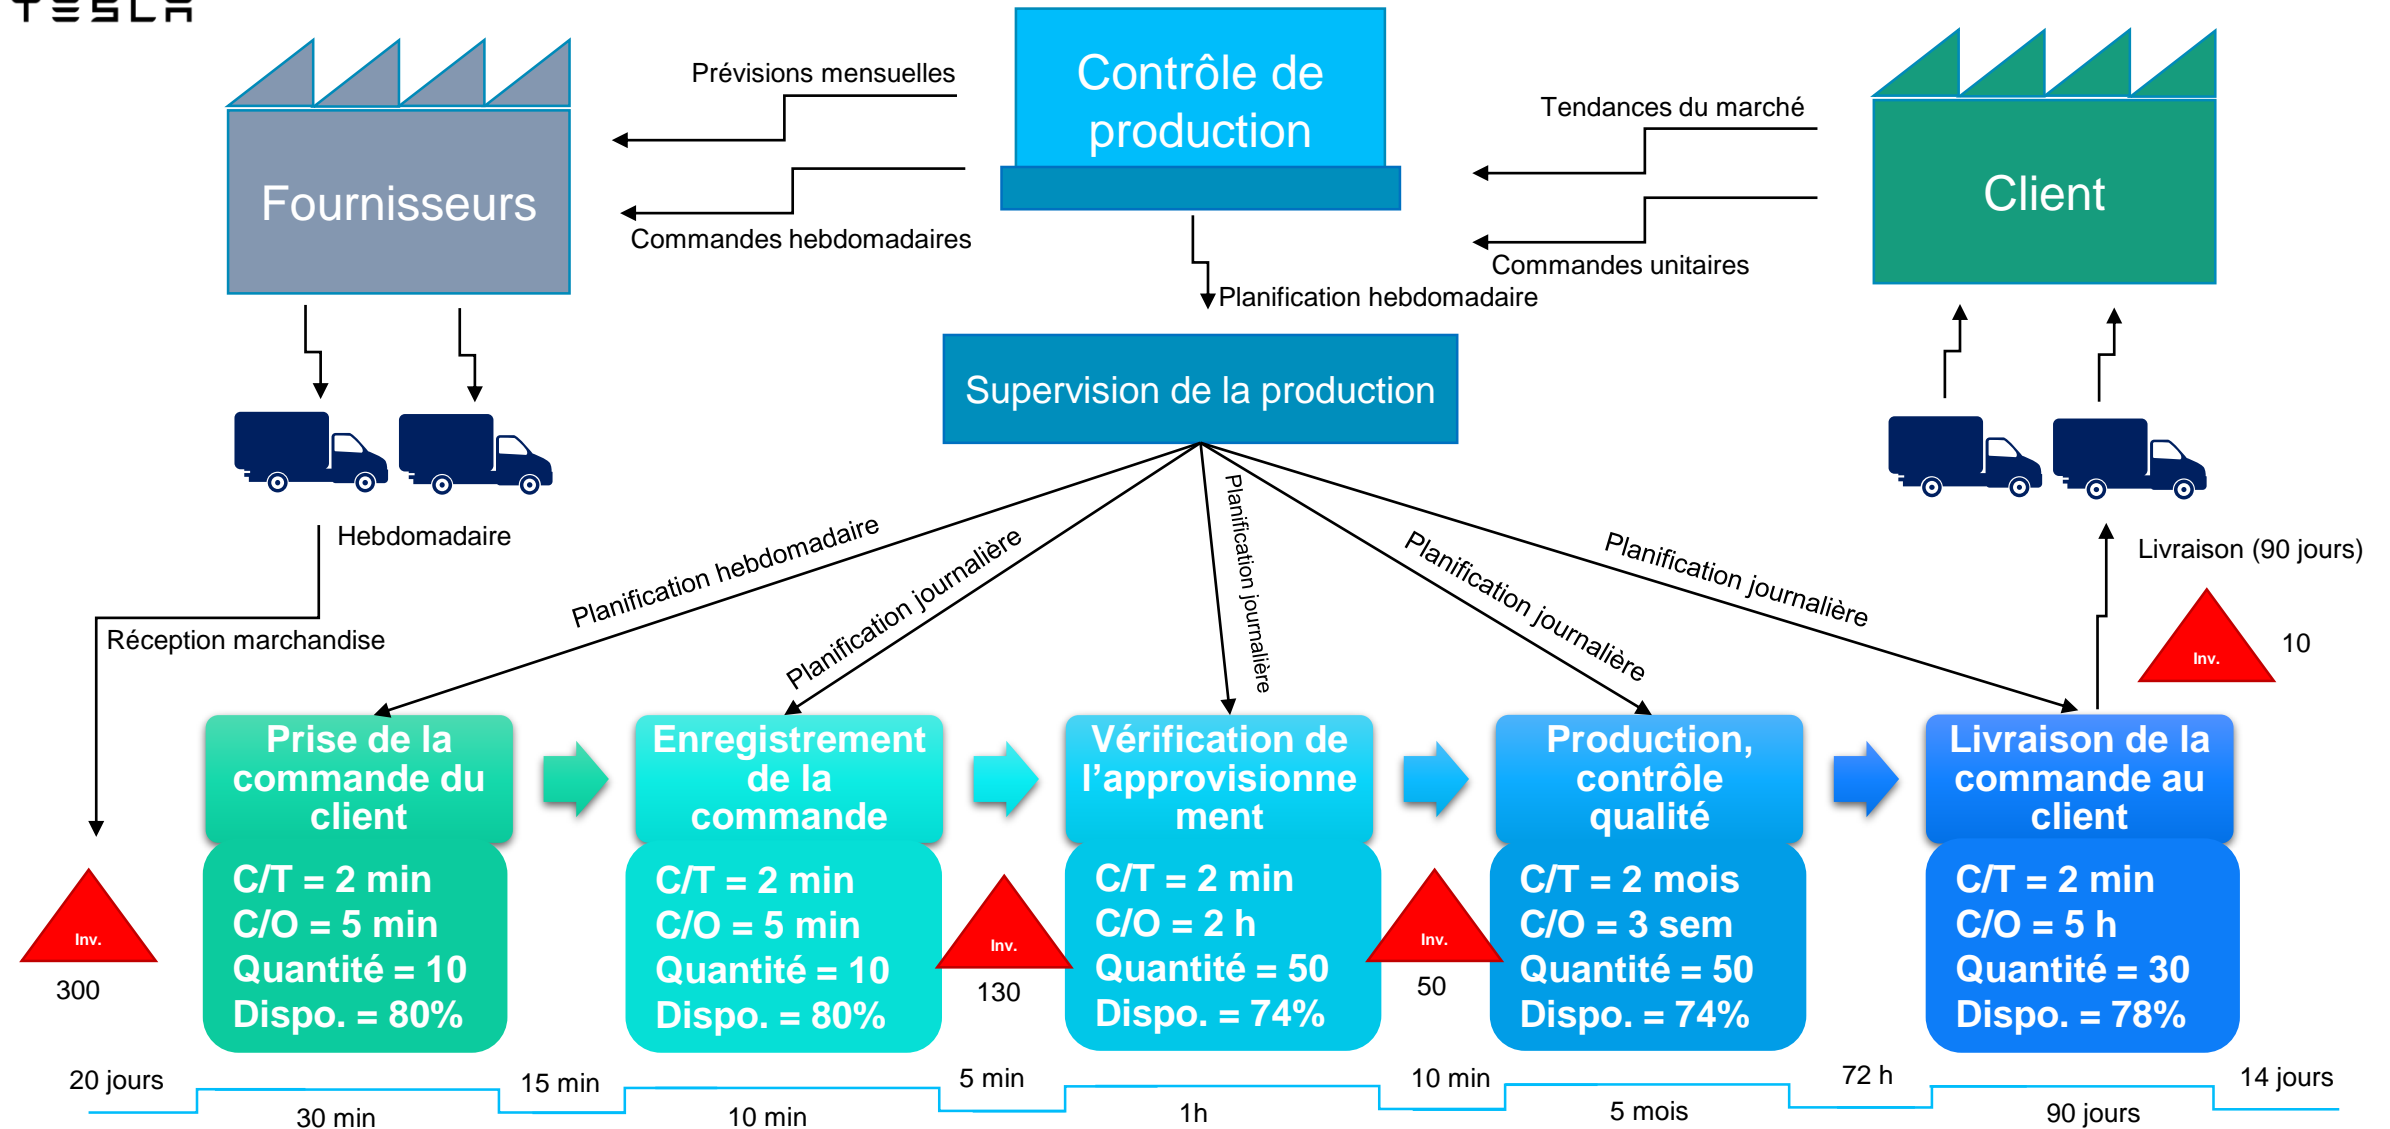 TESLA
Fournisseurs
Prévisions mensuelles
Commandes hebdomadaires
Contrôle de
production
Tendances du marché
Commandes unitaires
Client
Planification hebdomadaire
Supervision de la production
Hebdomadaire
Réception marchandise
Planification hebdomadaire
Planification journalière
Planification journalière
Planification journalière
Planification journalière
Livraison (90 jours)
Inv.
10
Prise de la
commande du
client
Enregistrement
de la
commande
Vérification de
l’approvisionne
ment
Production,
contrôle
qualité
Livraison de la
commande au
client
Inv.
300
C/T = 2 min
C/O = 5 min
Quantité = 10
Dispo. = 80%
C/T = 2 min
C/O = 5 min
Quantité = 10
Dispo. = 80%
Inv.
130
C/T = 2 min
C/O = 2 h
Quantité = 50
Dispo. = 74%
Inv.
50
C/T = 2 mois
C/O = 3 sem
Quantité = 50
Dispo. = 74%
C/T = 2 min
C/O = 5 h
Quantité = 30
Dispo. = 78%
20 jours
30 min
15 min
10 min
5 min
1h
10 min
5 mois
72 h
90 jours
14 jours